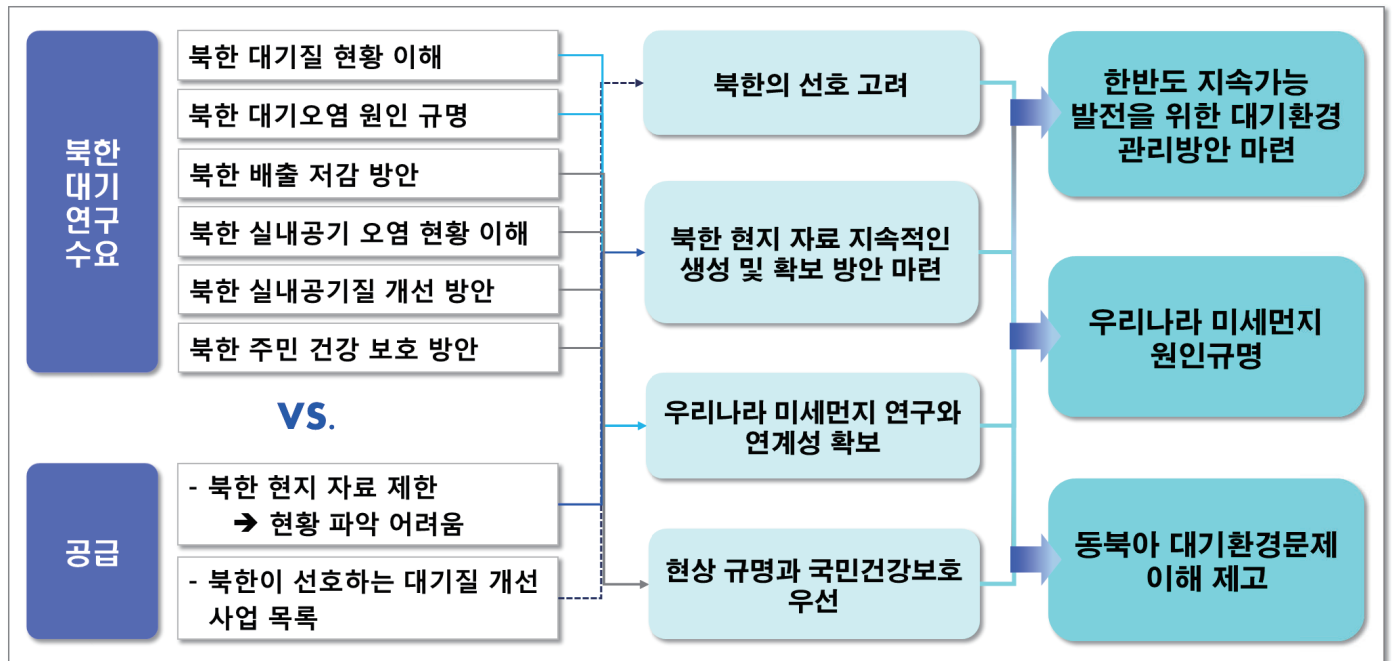 북한
대기
연구
수요
북한 대기질 현황 이해
북한 대기오염 원인 규명
북한 배출 저감 방안
북한 실내공기 오염 현황 이해
북한 실내공기질 개선 방안
북한 주민 건강 보호 방안
VS.
공급
- 북한 현지 자료 제한
➔ 현황 파악 어려움
- 북한이 선호하는 대기질 개선
사업 목록
북한의 선호 고려
북한 현지 자료 지속적인
생성 및 확보 방안 마련
우리나라 미세먼지 연구와
연계성 확보
현상 규명과 국민건강보호
우선
한반도 지속가능
발전을 위한 대기환경
관리방안 마련
우리나라 미세먼지
원인규명
동북아 대기환경문제
이해 제고